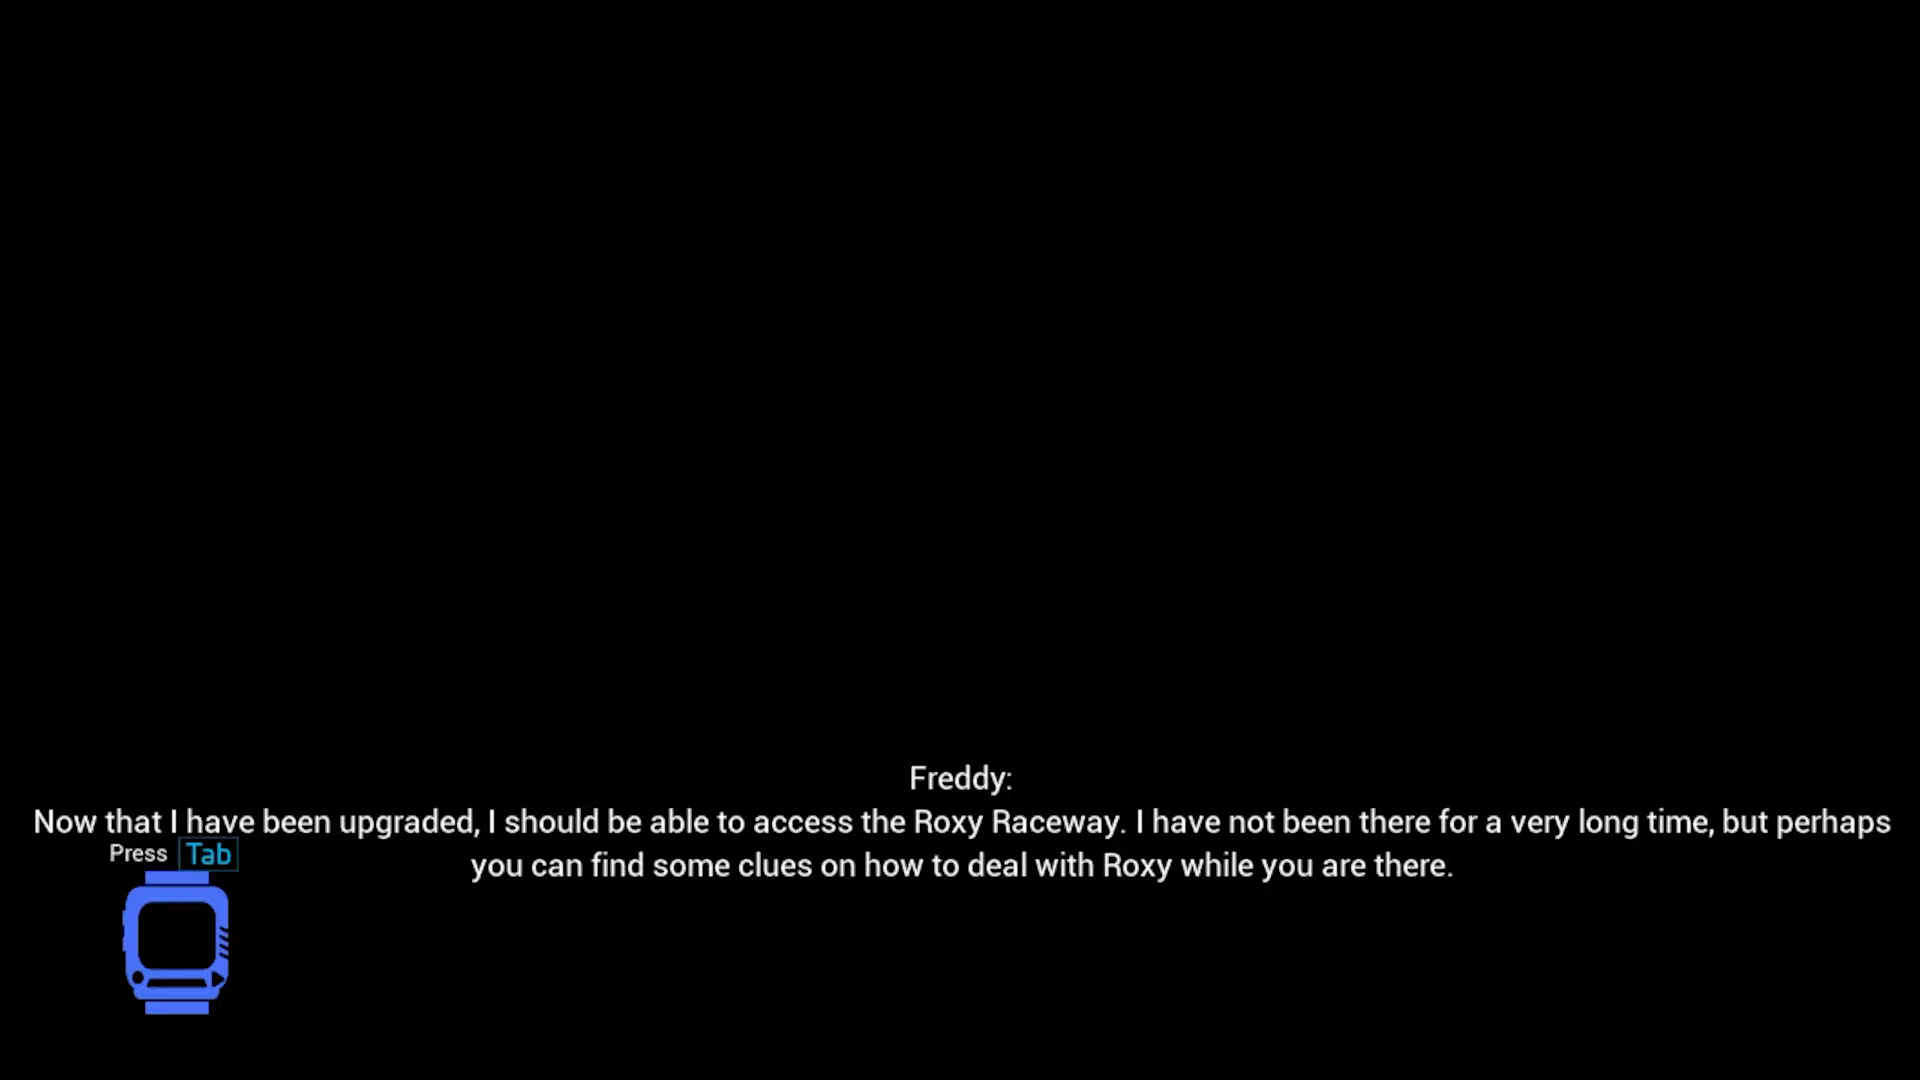 Freddy:
Now that I have been upgraded, I should be able to access the Roxy Raceway. I have not been there for a very long time, but perhaps
you can find some clues on how to deal with Roxy while you are there.
Press Tab